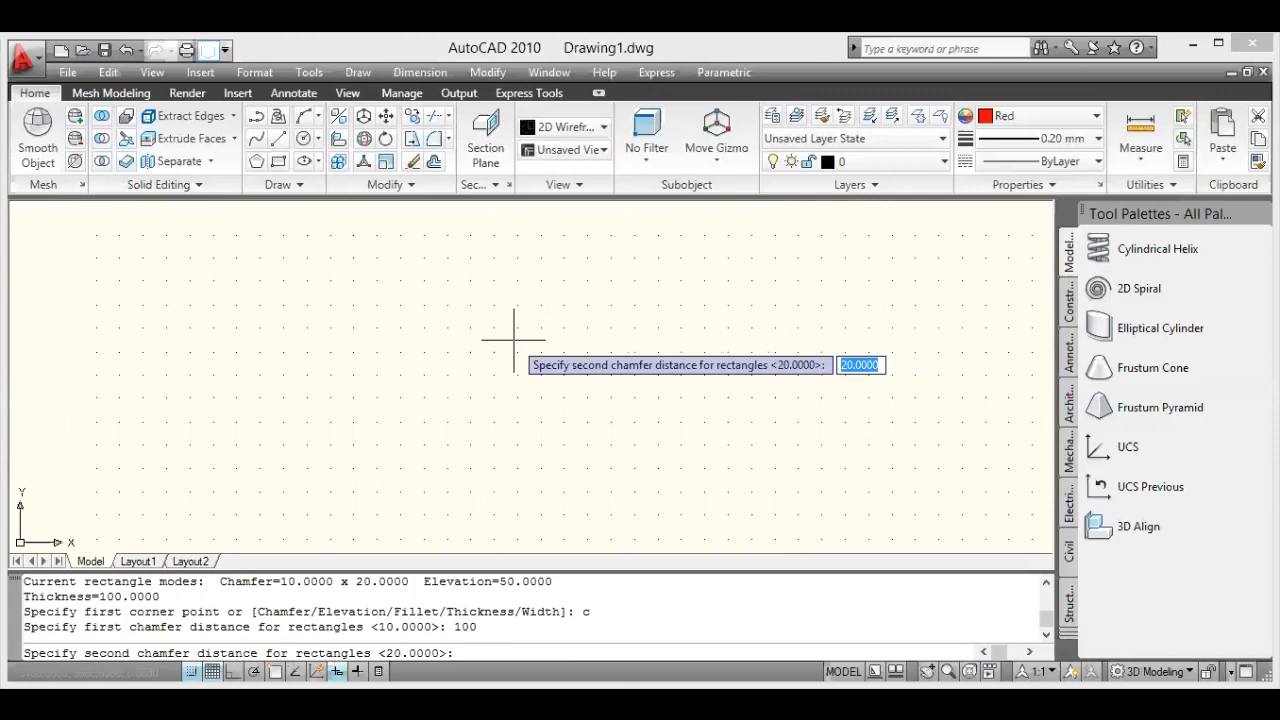 AutoCAD 2010 Drawing1.dwg
Type a keyword or phrase
File Edit View Insert Format Tools Draw Dimension Modify Window Help Express Parametric
Home Mesh Modeling Render Insert Annotate View Manage Output Express Tools
Smooth Object
Extract Edges
Extrude Faces
Separate
Section Plane
2D Wirefr...
Unsaved Vie
No Filter
Move Gizmo
Unsaved Layer State
0
Red
0.20 mm
ByLayer
Measure
Paste
Mesh Solid Editing Draw Modify Sec... View Subobject Layers Properties Utilities Clipboard
Tool Palettes - All Pal...
Model...
Constr...
Annot...
Archit...
Mecha...
Electri...
Civil
Struct...
Cylindrical Helix
2D Spiral
Elliptical Cylinder
Frustum Cone
Frustum Pyramid
UCS
UCS Previous
3D Align
Specify second chamfer distance for rectangles <20.0000>: 20.0000
Y
X
Model Layout1 Layout2
Current rectangle modes: Chamfer=10.0000 x 20.0000 Elevation=50.0000
Thickness=100.0000
Specify first corner point or [Chamfer/Elevation/Fillet/Thickness/Width]: c
Specify first chamfer distance for rectangles <10.0000>: 100
Specify second chamfer distance for rectangles <20.0000>:
MODEL 1:1 3D Modeling